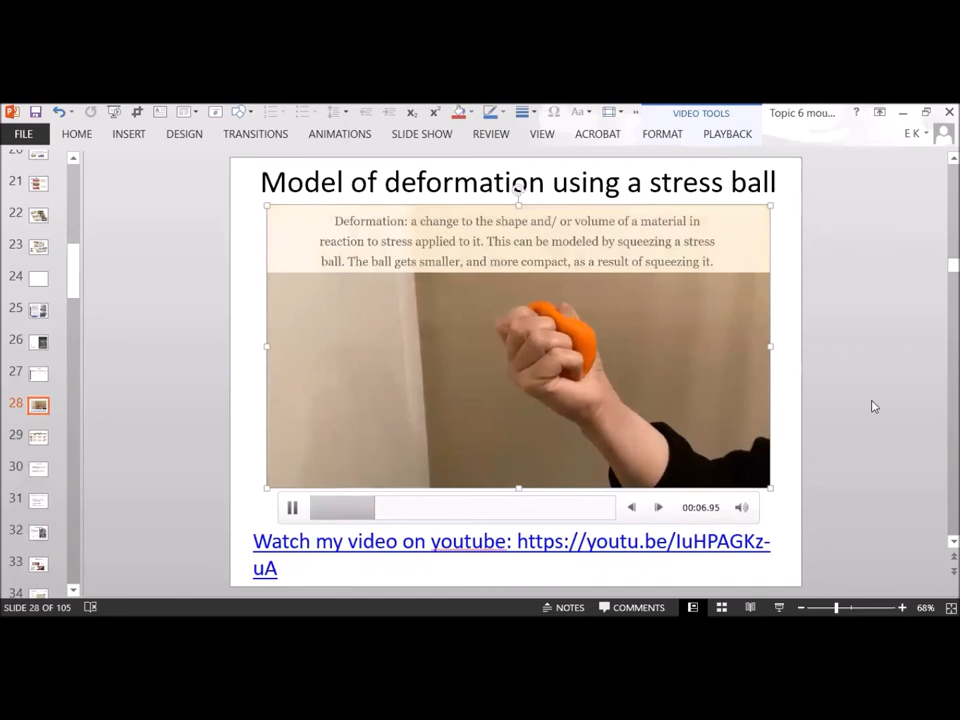 VIDEO TOOLS
Topic 6 mou...
FILE
HOME
INSERT
DESIGN
TRANSITIONS
ANIMATIONS
SLIDE SHOW
REVIEW
VIEW
ACROBAT
FORMAT
PLAYBACK
E K
21
22
23
24
25
26
27
28
29
30
31
32
33
34
Model of deformation using a stress ball
Deformation: a change to the shape and/ or volume of a material in
reaction to stress applied to it. This can be modeled by squeezing a stress
ball. The ball gets smaller, and more compact, as a result of squeezing it.
00:06.95
Watch my video on youtube: https://youtu.be/IuHPAGKz-
uA
SLIDE 28 OF 105
NOTES
COMMENTS
68%